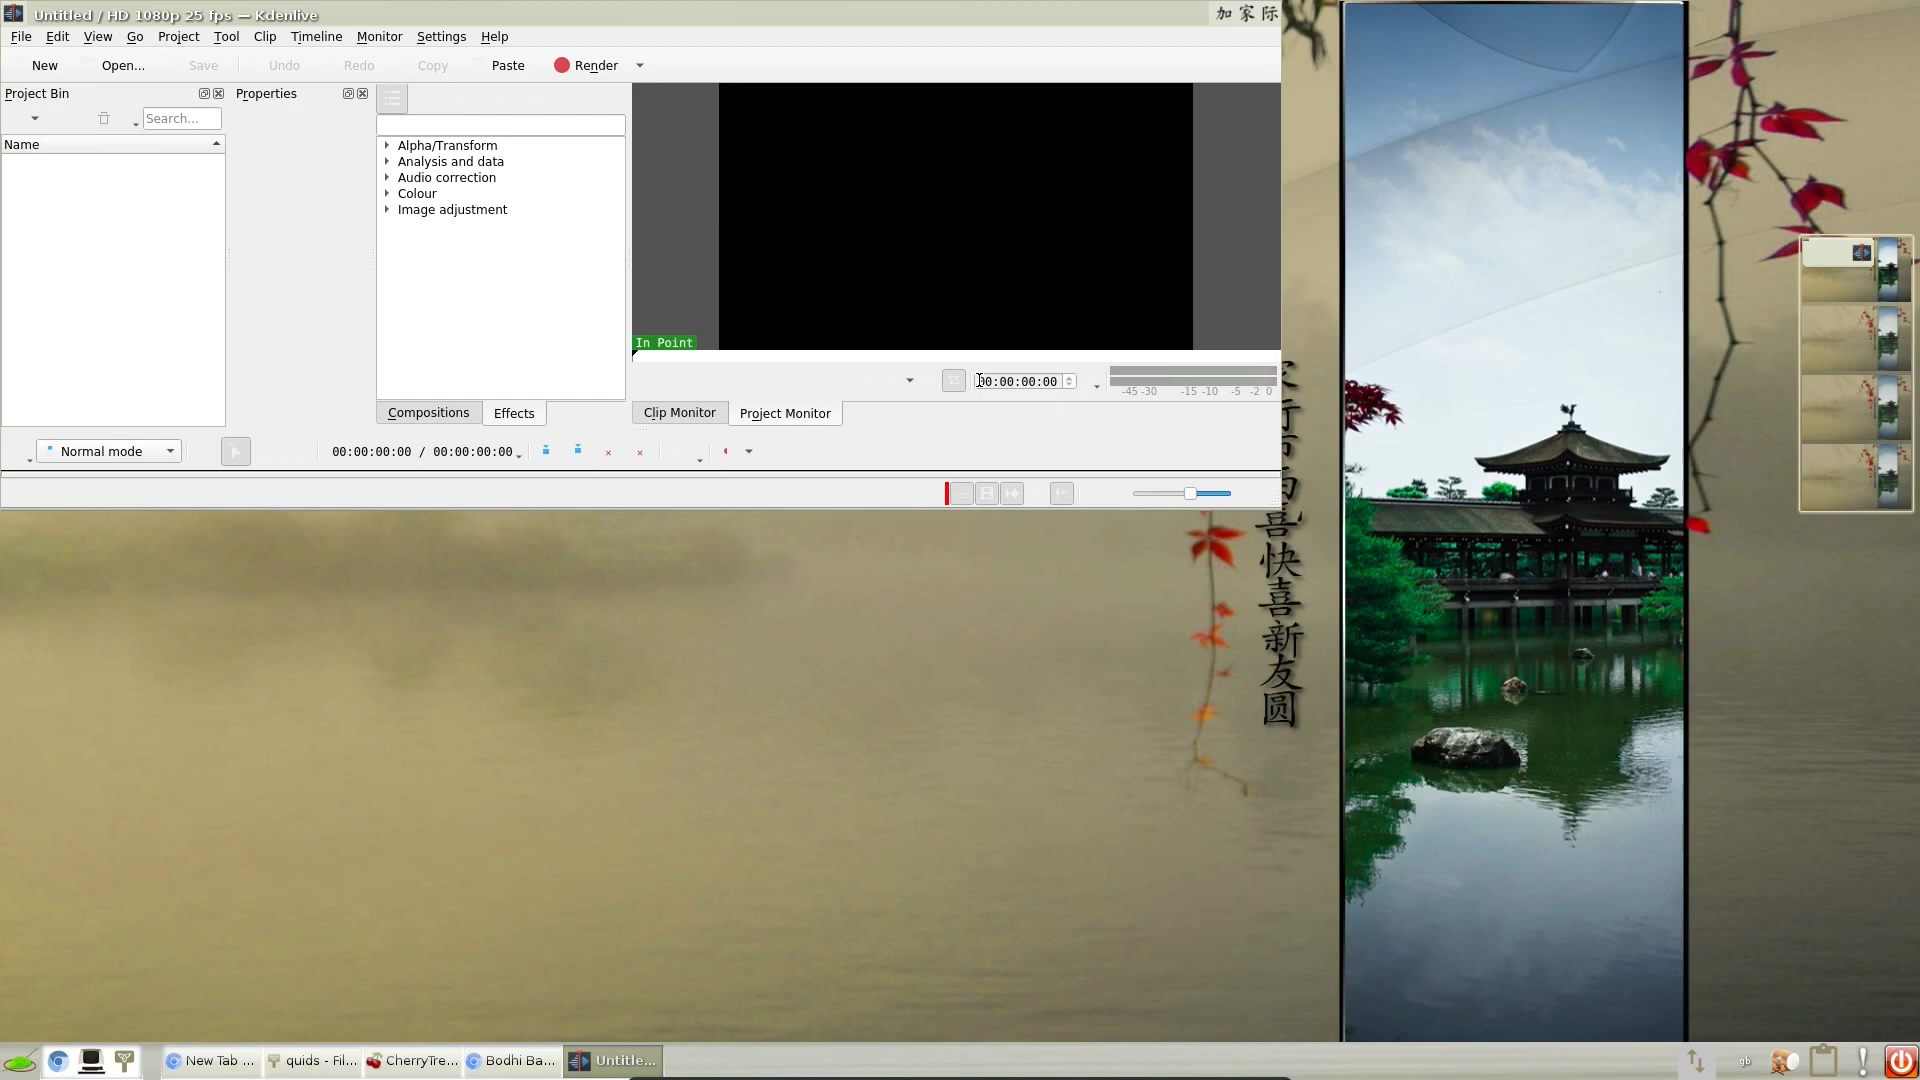 Untitled / HD 1080p 25 fps — Kdenlive
加家际
File Edit View Go Project Tool Clip Timeline Monitor Settings Help
New Open... Save Undo Redo Copy Paste Render
Project Bin Properties
Search...
Name
Alpha/Transform
Analysis and data
Audio correction
Colour
Image adjustment
In Point
00:00:00:00
-45 -30 -15 -10 -5 -2 0
Compositions Effects Clip Monitor Project Monitor
Normal mode 00:00:00:00 / 00:00:00:00
喜快喜新友圆
New Tab ... quids - Fil... CherryTre... Bodhi Ba... Untitle... gb